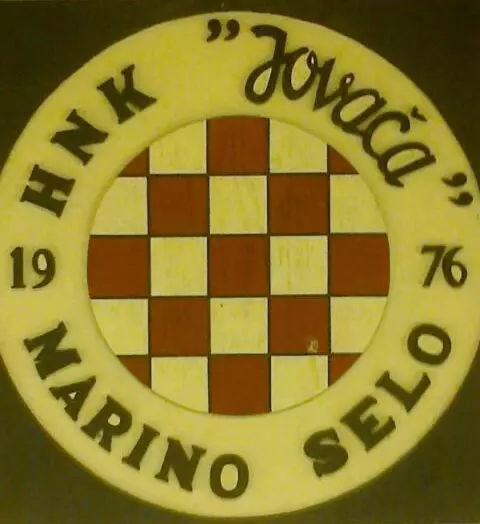 HNK „Jovača”
19 76
MARINO SELO